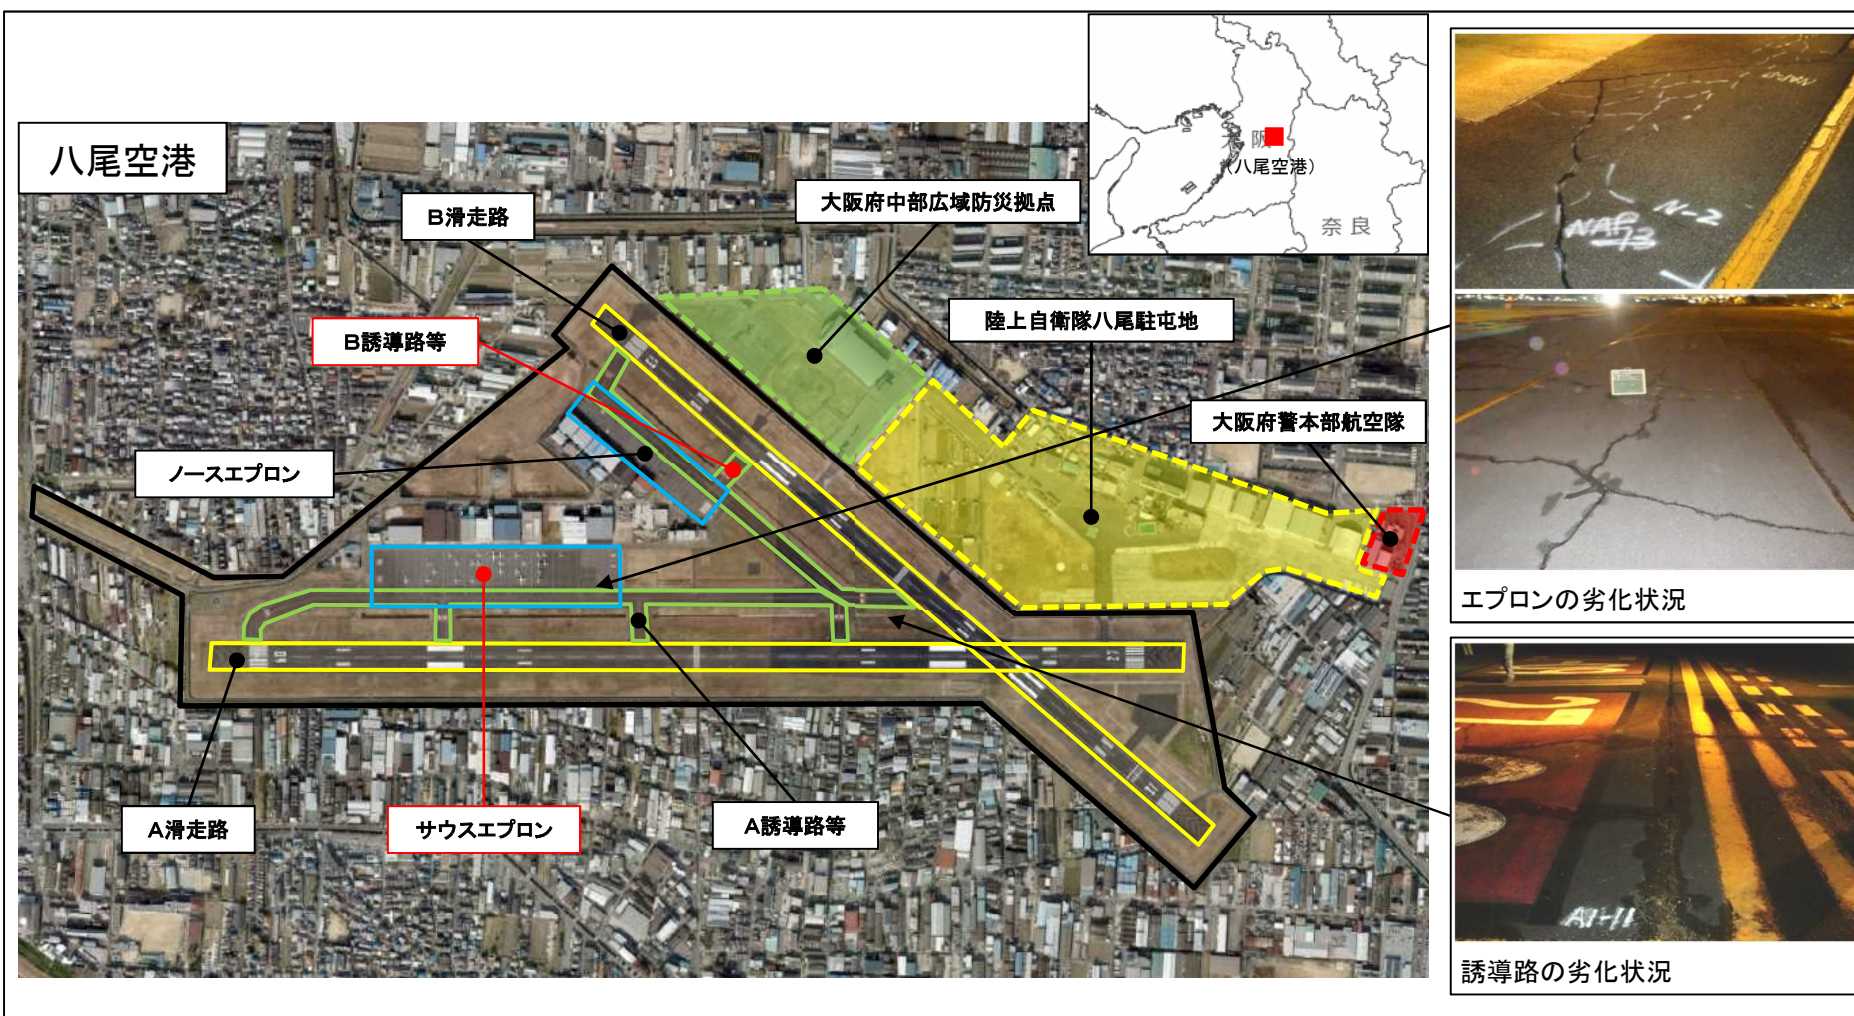 八尾空港
大阪
(八尾空港)
奈良
B滑走路
大阪府中部広域防災拠点
B誘導路等
陸上自衛隊八尾駐屯地
大阪府警本部航空隊
ノースエプロン
A滑走路
サウスエプロン
A誘導路等
27
N-2
エプロンの劣化状況
A1-11
誘導路の劣化状況